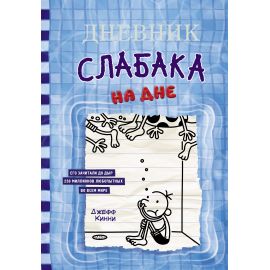 ДНЕВНИК
СЛАБАКА
НА ДНЕ
ЕГО ЗАЧИТАЛИ ДО ДЫР
250 МИЛЛИОНОВ ЛЮБОПЫТНЫХ
ВО ВСЕМ МИРЕ
ДЖЕФФ
КИННИ